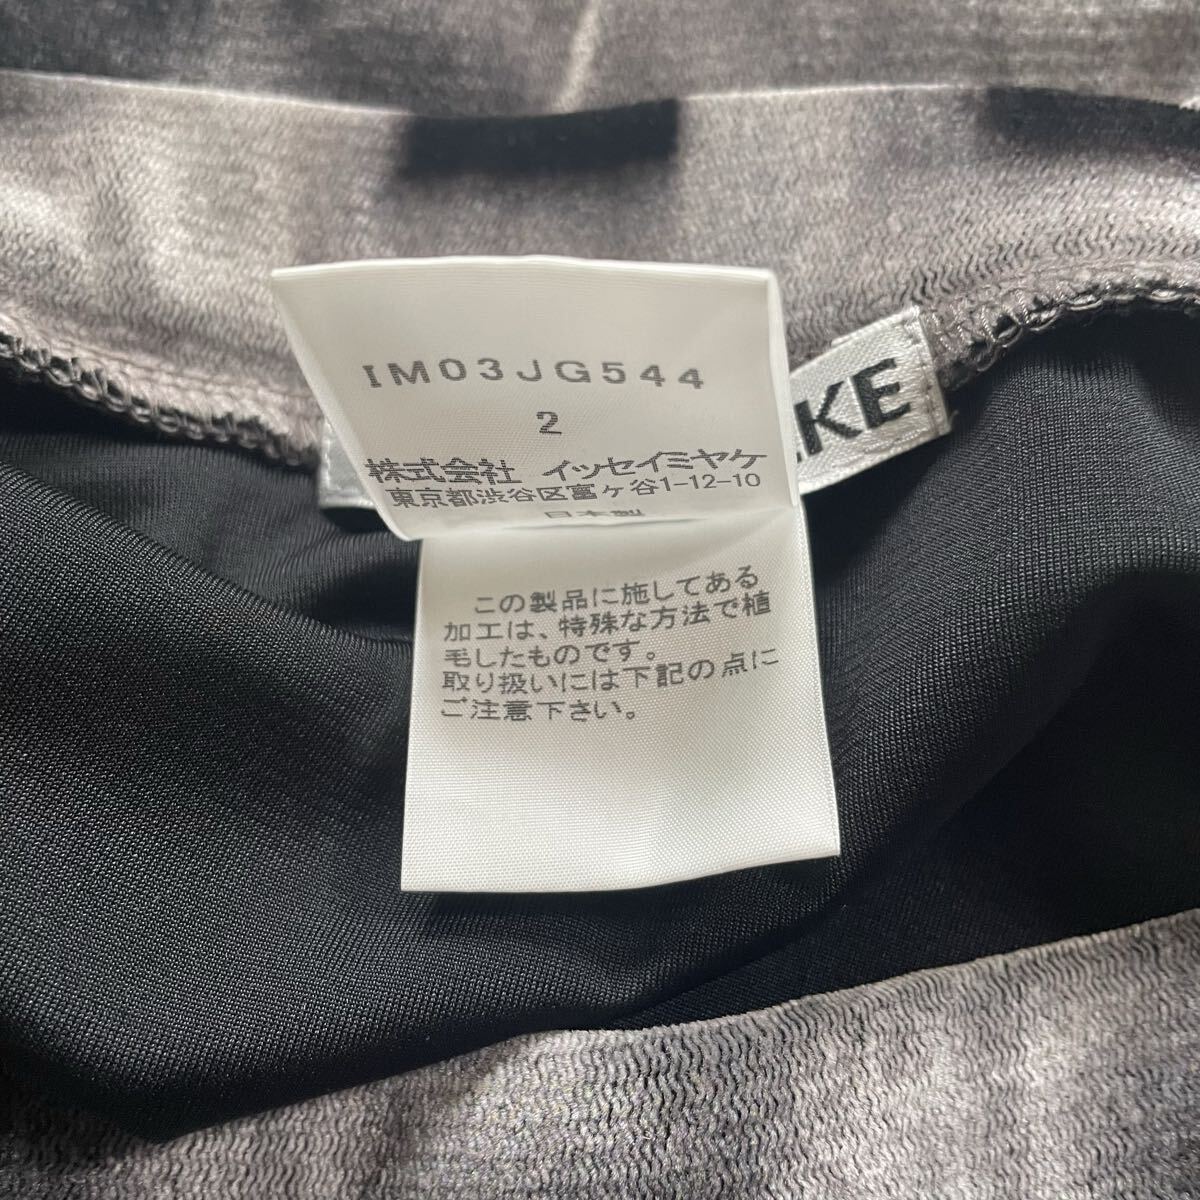 IM03JG544
2
株式会社 イッセイミヤケ
東京都渋谷区富ヶ谷1-12-10
日本製
KE
この製品に施してある
加工は、特殊な方法で植
毛したものです。
取り扱いには下記の点に
ご注意下さい。